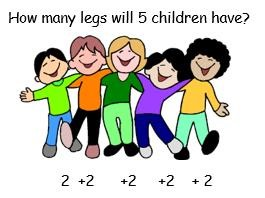 How many legs will 5 children have?
2 +2 +2 +2 + 2